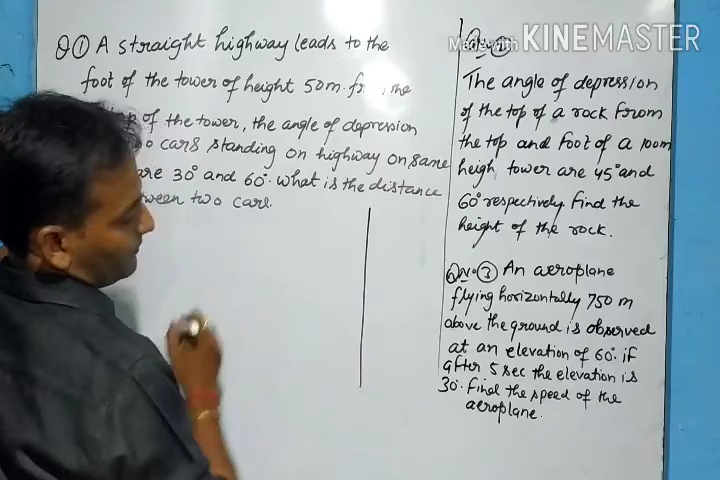 Q ① A straight highway leads to the
foot of the tower of height 50m. the
of the tower, the angle of depression
cars standing on highway on same
are 30° and 60°. What is the distance
two cars.
KINEMASTER
The angle of depression
of the top of a rock from
the top and foot of a 100m
heigh tower are 45° and
60° respectively find the
height of the rock.
Q N. ③ An aeroplane
flying horizontally 750 m
above the ground is observed
at an elevation of 60°. if
after 5 sec the elevation is
30°. Find the speed of the
aeroplane.